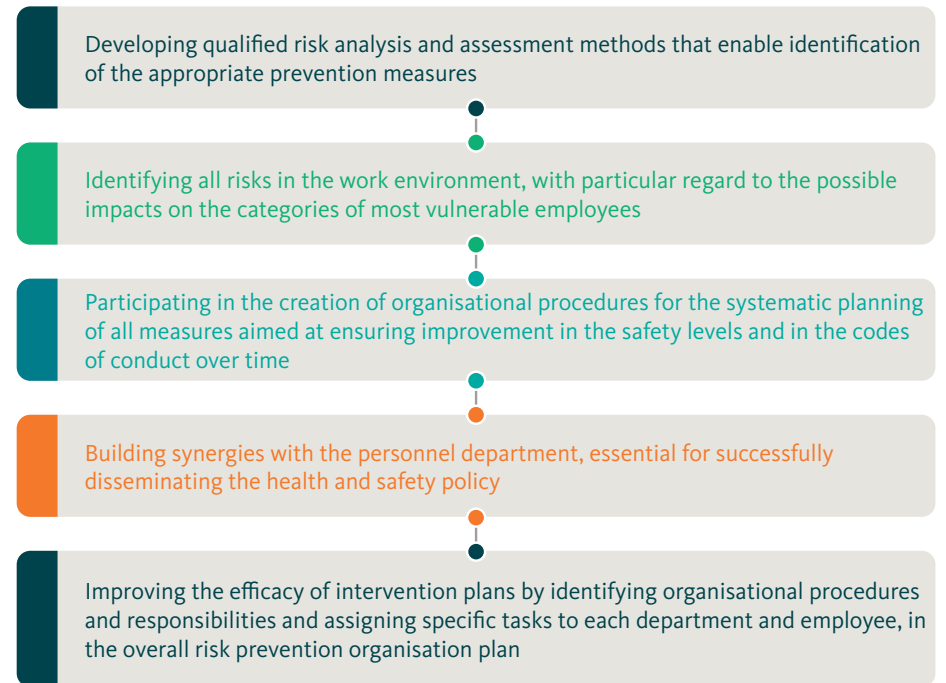 Developing qualified risk analysis and assessment methods that enable identification
of the appropriate prevention measures
Identifying all risks in the work environment, with particular regard to the possible
impacts on the categories of most vulnerable employees
Participating in the creation of organisational procedures for the systematic planning
of all measures aimed at ensuring improvement in the safety levels and in the codes
of conduct over time
Building synergies with the personnel department, essential for successfully
disseminating the health and safety policy
Improving the efficacy of intervention plans by identifying organisational procedures
and responsibilities and assigning specific tasks to each department and employee, in
the overall risk prevention organisation plan